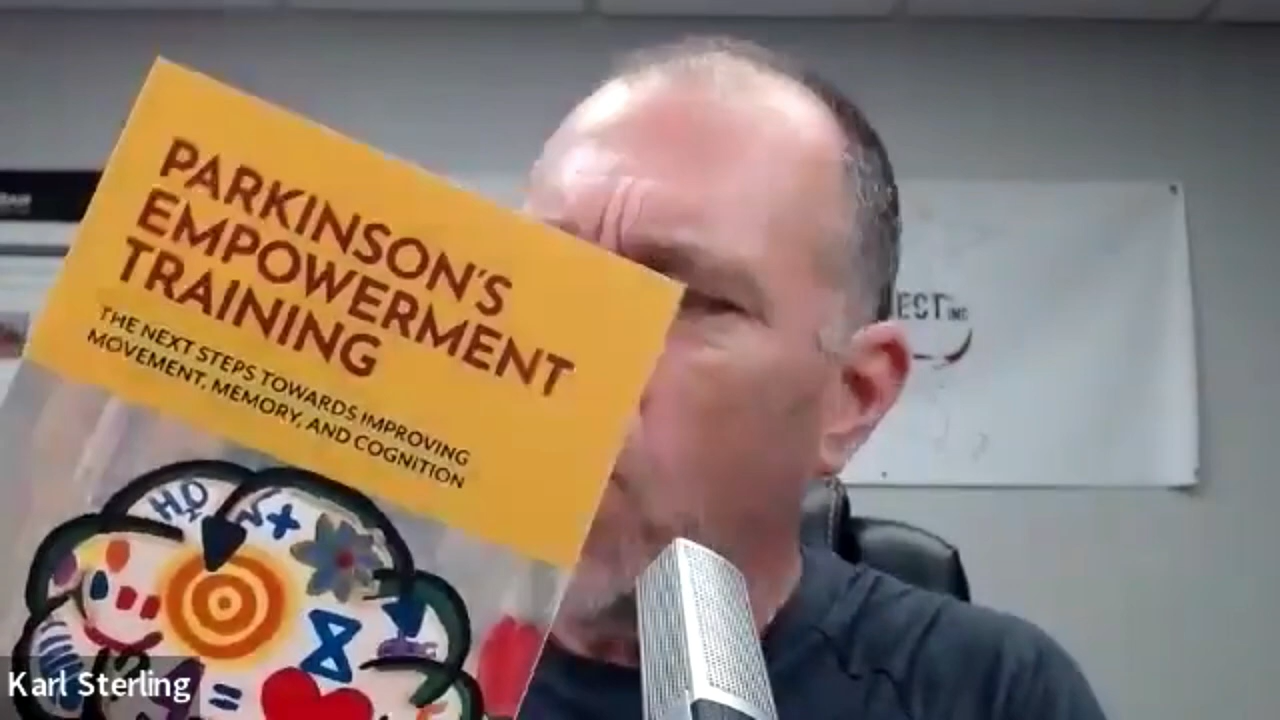 PARKINSON'S
EMPOWERMENT
TRAINING
THE NEXT STEPS TOWARDS IMPROVING
MOVEMENT, MEMORY, AND COGNITION
Karl Sterling